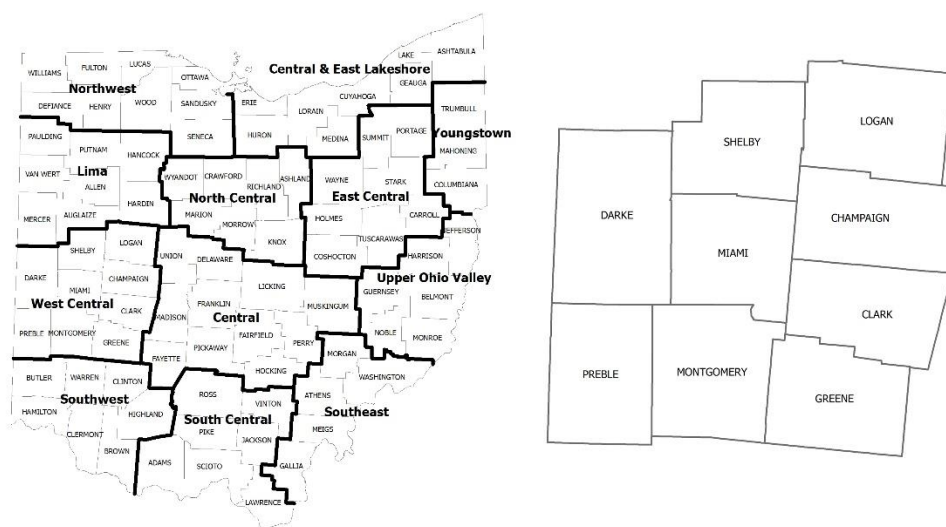 LAKE
ASHTABULA
LUCAS
FULTON
WILLIAMS
OTTAWA
Central & East Lakeshore
GEAUGA
Northwest
CUYAHOGA
DEFIANCE
HENRY
WOOD
SANDUSKY
ERIE
LORAIN
TRUMBULL
PAULDING
PUTNAM
SENECA
HURON
MEDINA
SUMMIT
PORTAGE
Youngstown
MAHONING
HANCOCK
VAN WERT
Lima
ALLEN
WYANDOT
CRAWFORD
RICHLAND
ASHLAND
WAYNE
STARK
COLUMBIANA
North Central
East Central
HARDIN
MERCER
AUGLAIZE
MARION
MORROW
KNOX
HOLMES
CARROLL
JEFFERSON
TUSCARAWAS
COSHOCTON
HARRISON
LOGAN
SHELBY
UNION
DELAWARE
DARKE
CHAMPAIGN
LICKING
Upper Ohio Valley
GUERNSEY
BELMONT
MIAMI
West Central
FRANKLIN
MUSKINGUM
CLARK
MADISON
Central
NOBLE
MONROE
PREBLE
MONTGOMERY
GREENE
FAIRFIELD
PERRY
PICKAWAY
FAYETTE
MORGAN
HOCKING
WASHINGTON
BUTLER
WARREN
CLINTON
ROSS
VINTON
ATHENS
Southwest
HAMILTON
HIGHLAND
South Central
Southeast
PIKE
MEIGS
CLERMONT
JACKSON
BROWN
ADAMS
SCIOTO
GALLIA
LAWRENCE
LOGAN
SHELBY
DARKE
CHAMPAIGN
MIAMI
CLARK
PREBLE
MONTGOMERY
GREENE